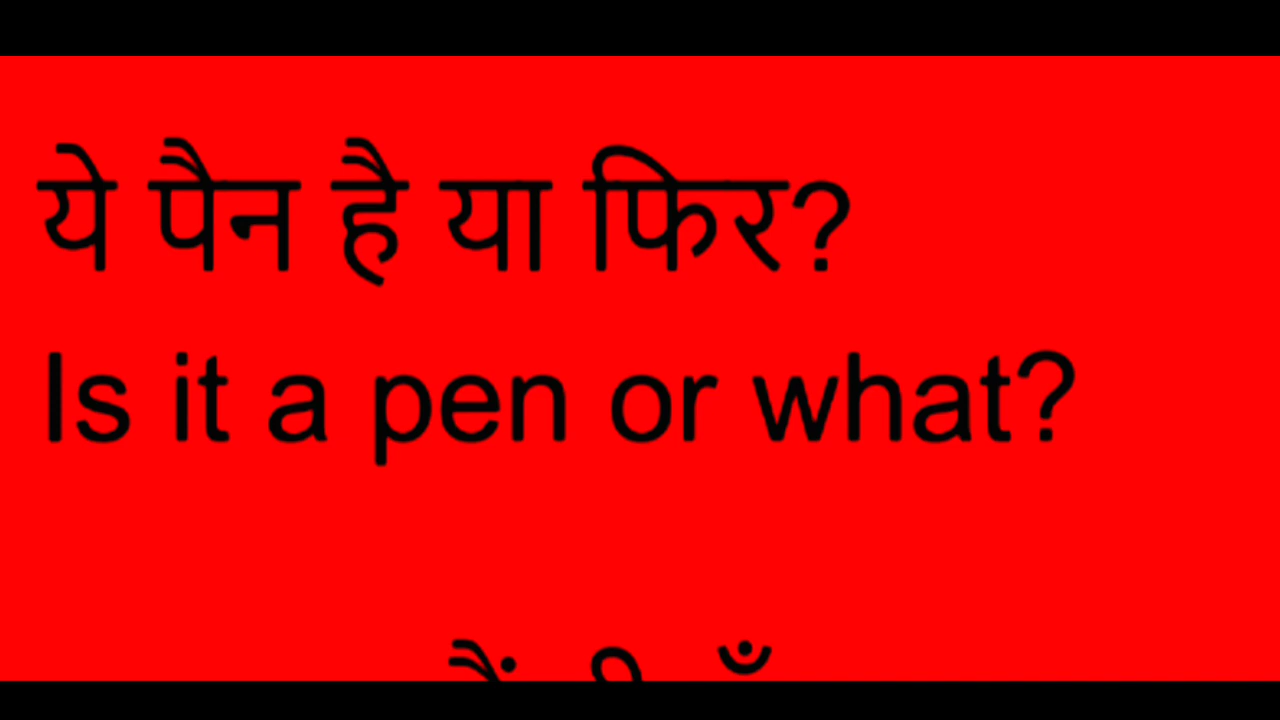 ये पैन है या फिर?
Is it a pen or what?